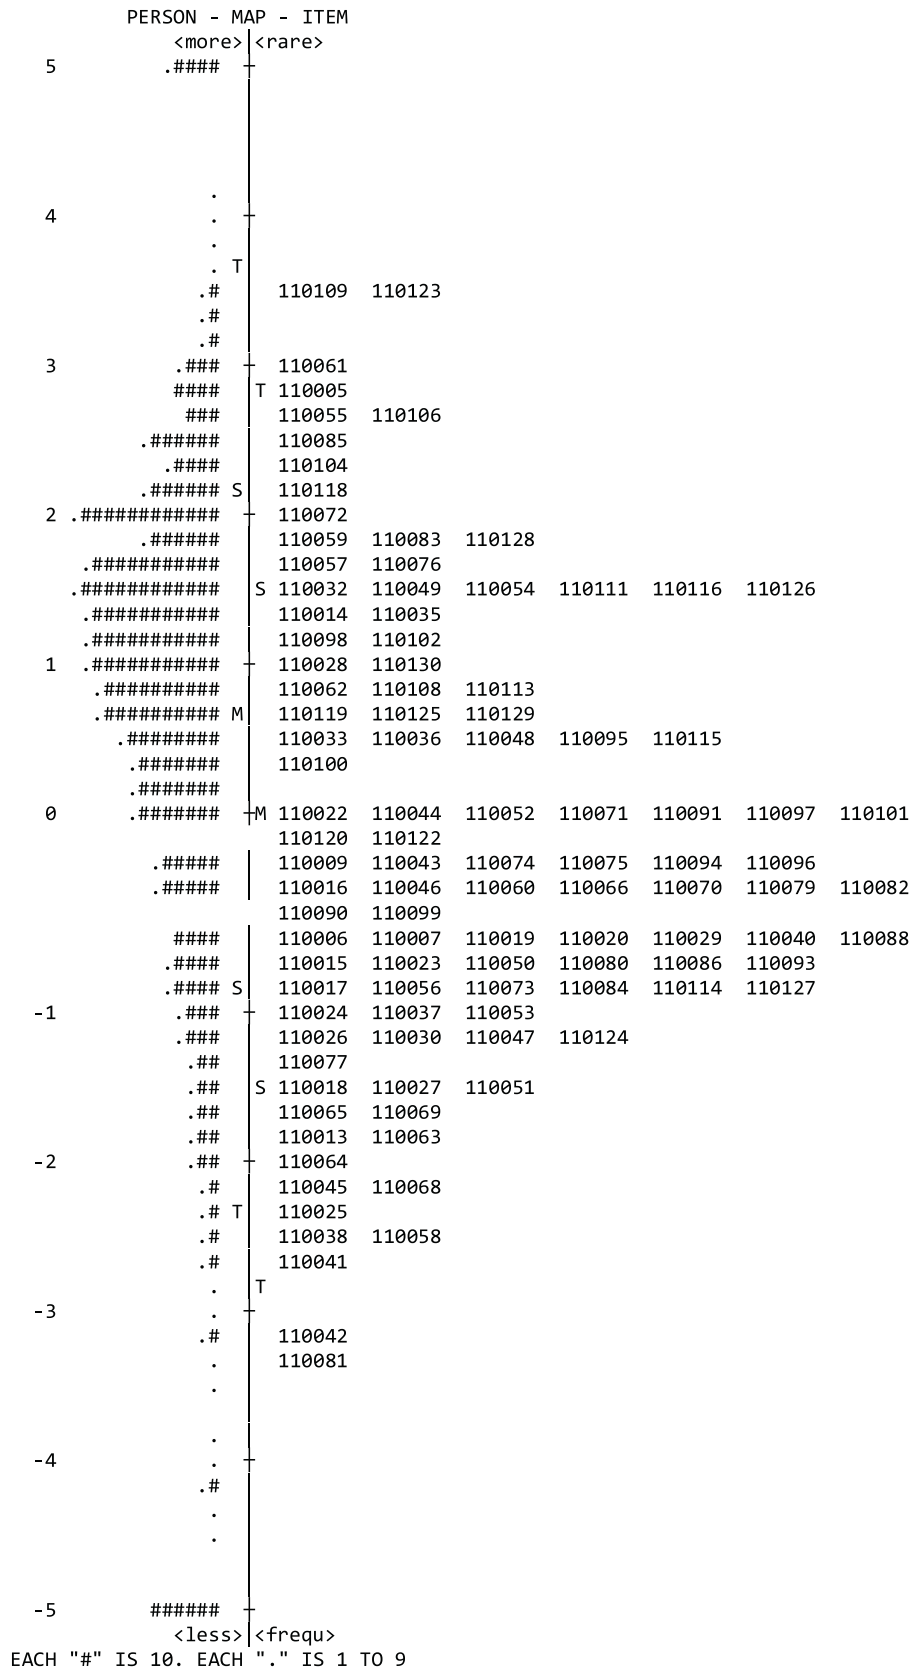 PERSON - MAP - ITEM
<more>|<rare>
5 .#### +
|
|
|
|
. |
4 . +
. |
. T|
.# | 110109 110123
.# |
.# |
3 .### + 110061
#### |T 110005
### | 110055 110106
.###### | 110085
.#### | 110104
.###### S| 110118
2 .############ + 110072
.###### | 110059 110083 110128
.########### | 110057 110076
.############ |S 110032 110049 110054 110111 110116 110126
.########### | 110014 110035
.########### | 110098 110102
1 .########### + 110028 110130
.########## | 110062 110108 110113
.########## M| 110119 110125 110129
.######## | 110033 110036 110048 110095 110115
.####### | 110100
.####### |
0 .####### +M 110022 110044 110052 110071 110091 110097 110101
110120 110122
.##### | 110009 110043 110074 110075 110094 110096
.##### | 110016 110046 110060 110066 110070 110079 110082
110090 110099
#### | 110006 110007 110019 110020 110029 110040 110088
.#### | 110015 110023 110050 110080 110086 110093
.#### S| 110017 110056 110073 110084 110114 110127
-1 .### + 110024 110037 110053
.### | 110026 110030 110047 110124
.## | 110077
.## |S 110018 110027 110051
.## | 110065 110069
.## | 110013 110063
-2 .## + 110064
.# | 110045 110068
.# T| 110025
.# | 110038 110058
.# | 110041
. |T
-3 . +
.# | 110042
. | 110081
. |
|
. |
-4 . +
.# |
. |
. |
|
|
-5 ###### +
<less>|<frequ>
EACH "#" IS 10. EACH "." IS 1 TO 9